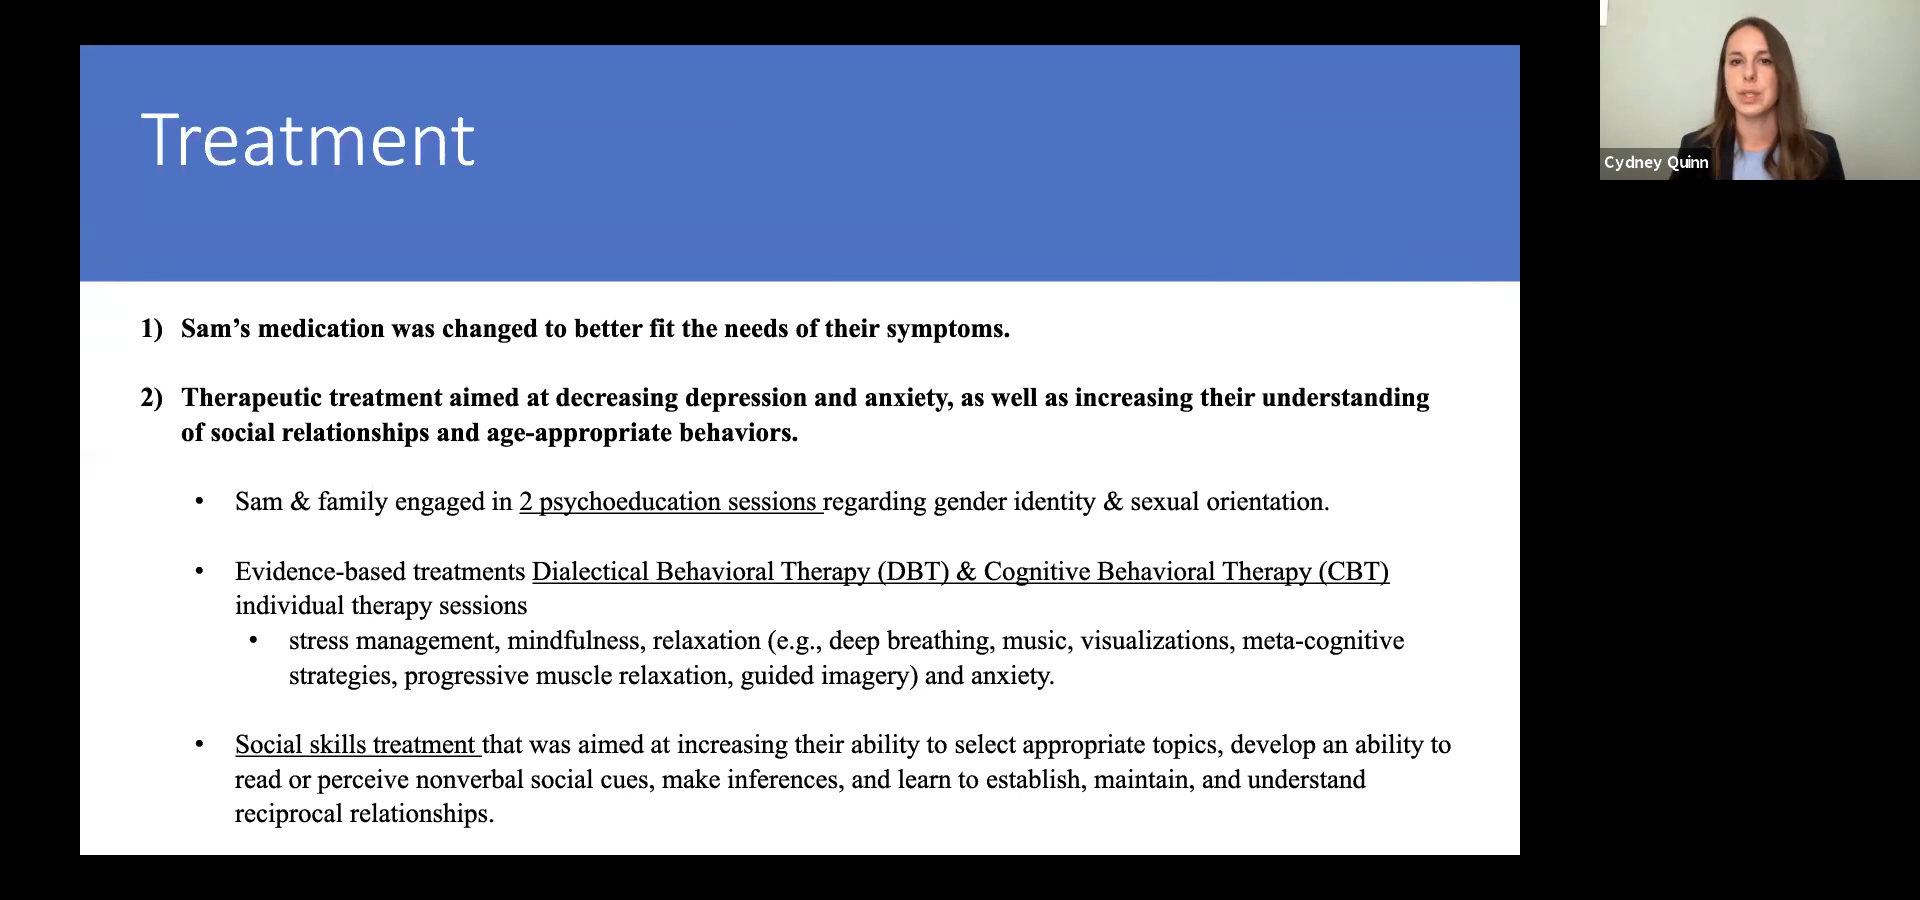 Treatment
Cydney Quinn
1) Sam’s medication was changed to better fit the needs of their symptoms.
2) Therapeutic treatment aimed at decreasing depression and anxiety, as well as increasing their understanding
of social relationships and age-appropriate behaviors.
• Sam & family engaged in 2 psychoeducation sessions regarding gender identity & sexual orientation.
• Evidence-based treatments Dialectical Behavioral Therapy (DBT) & Cognitive Behavioral Therapy (CBT)
individual therapy sessions
• stress management, mindfulness, relaxation (e.g., deep breathing, music, visualizations, meta-cognitive
strategies, progressive muscle relaxation, guided imagery) and anxiety.
• Social skills treatment that was aimed at increasing their ability to select appropriate topics, develop an ability to
read or perceive nonverbal social cues, make inferences, and learn to establish, maintain, and understand
reciprocal relationships.